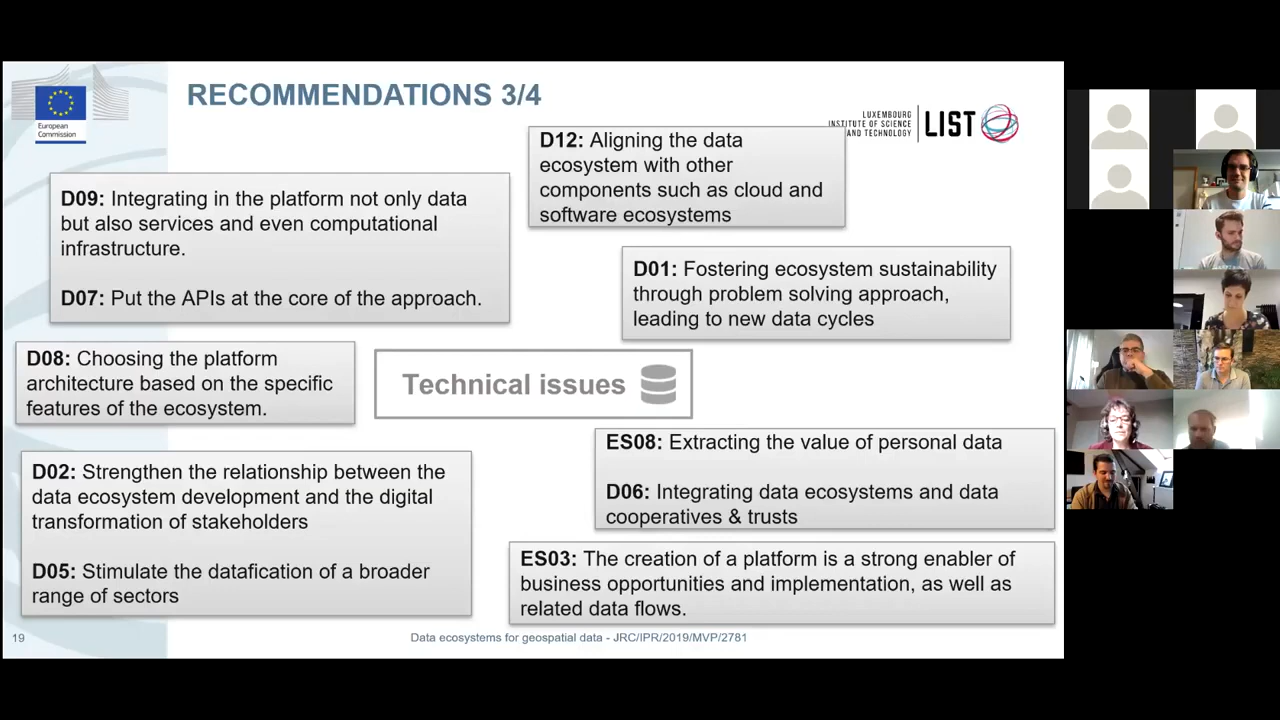 RECOMMENDATIONS 3/4
European
Commission
LUXEMBOURG
INSTITUTE OF SCIENCE
AND TECHNOLOGY
LIST
D12: Aligning the data
ecosystem with other
components such as cloud and
software ecosystems
D09: Integrating in the platform not only data
but also services and even computational
infrastructure.
D07: Put the APIs at the core of the approach.
D01: Fostering ecosystem sustainability
through problem solving approach,
leading to new data cycles
D08: Choosing the platform
architecture based on the specific
features of the ecosystem.
Technical issues
ES08: Extracting the value of personal data
D06: Integrating data ecosystems and data
cooperatives & trusts
D02: Strengthen the relationship between the
data ecosystem development and the digital
transformation of stakeholders
D05: Stimulate the datafication of a broader
range of sectors
ES03: The creation of a platform is a strong enabler of
business opportunities and implementation, as well as
related data flows.
19
Data ecosystems for geospatial data - JRC/IPR/2019/MVP/2781